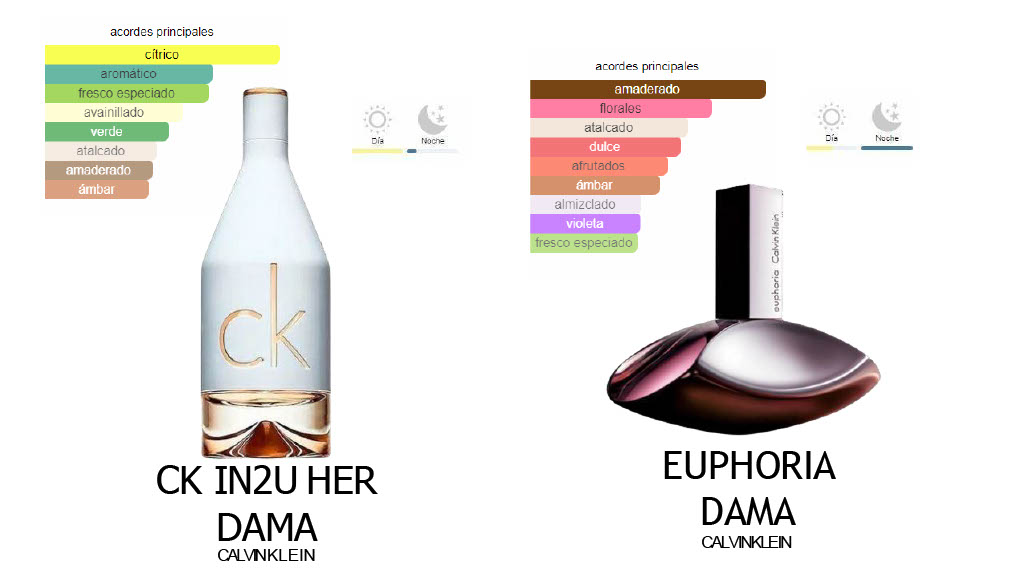 acordes principales
cítrico
aromático
fresco especiado
avainillado
verde
atalcado
amaderado
ámbar
Día
Noche
ck
CK IN2U HER
DAMA
CALVINKLEIN
acordes principales
amaderado
florales
atalcado
dulce
afrutados
ámbar
almizclado
violeta
fresco especiado
Día
Noche
euphoria Calvin Klein
EUPHORIA
DAMA
CALVINKLEIN